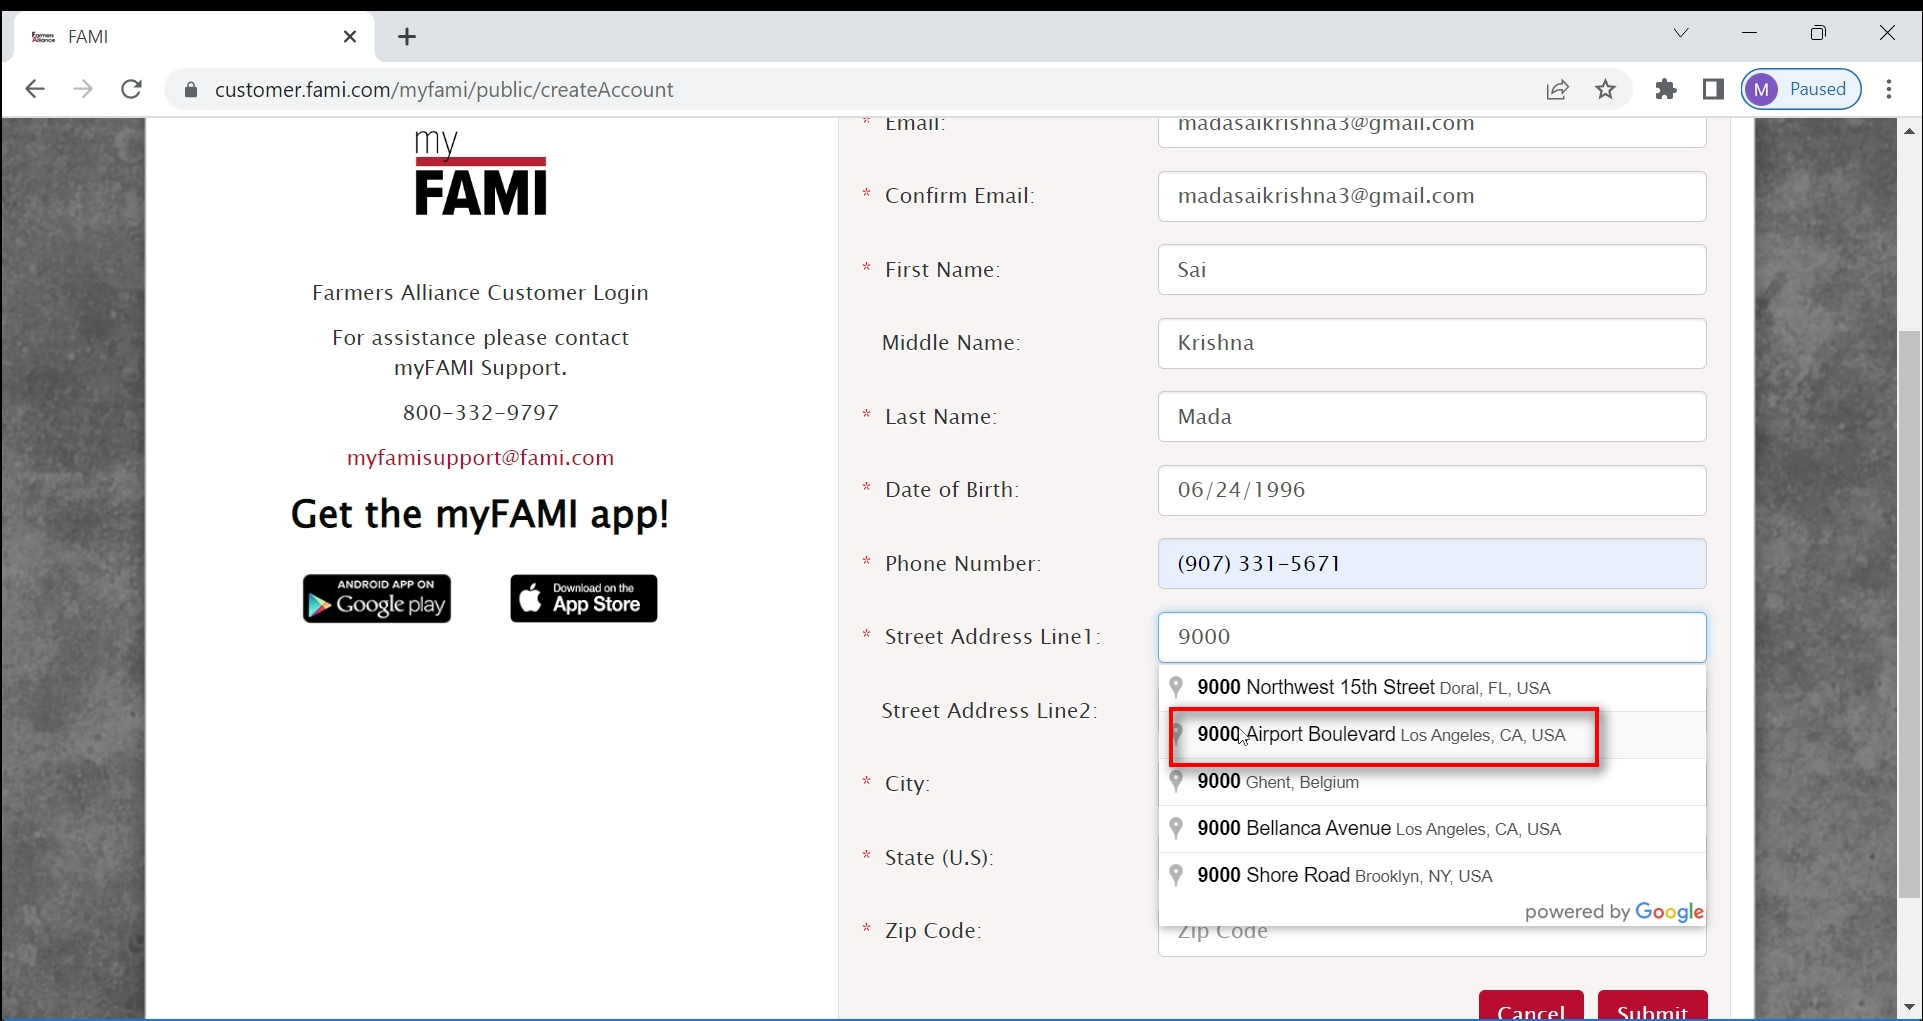 Farmers Alliance FAMI
customer.fami.com/myfami/public/createAccount
M Paused
my
FAMI
Farmers Alliance Customer Login
For assistance please contact
myFAMI Support.
800-332-9797
myfamisupport@fami.com
Get the myFAMI app!
ANDROID APP ON
Google play
Download on the
App Store
* Email: madasaikrishna3@gmail.com
* Confirm Email: madasaikrishna3@gmail.com
* First Name: Sai
Middle Name: Krishna
* Last Name: Mada
* Date of Birth: 06/24/1996
* Phone Number: (907) 331-5671
* Street Address Line1: 9000
9000 Northwest 15th Street Doral, FL, USA
Street Address Line2:
9000 Airport Boulevard Los Angeles, CA, USA
* City:
9000 Ghent, Belgium
9000 Bellanca Avenue Los Angeles, CA, USA
* State (U.S):
9000 Shore Road Brooklyn, NY, USA
powered by Google
* Zip Code: Zip Code
Cancel Submit